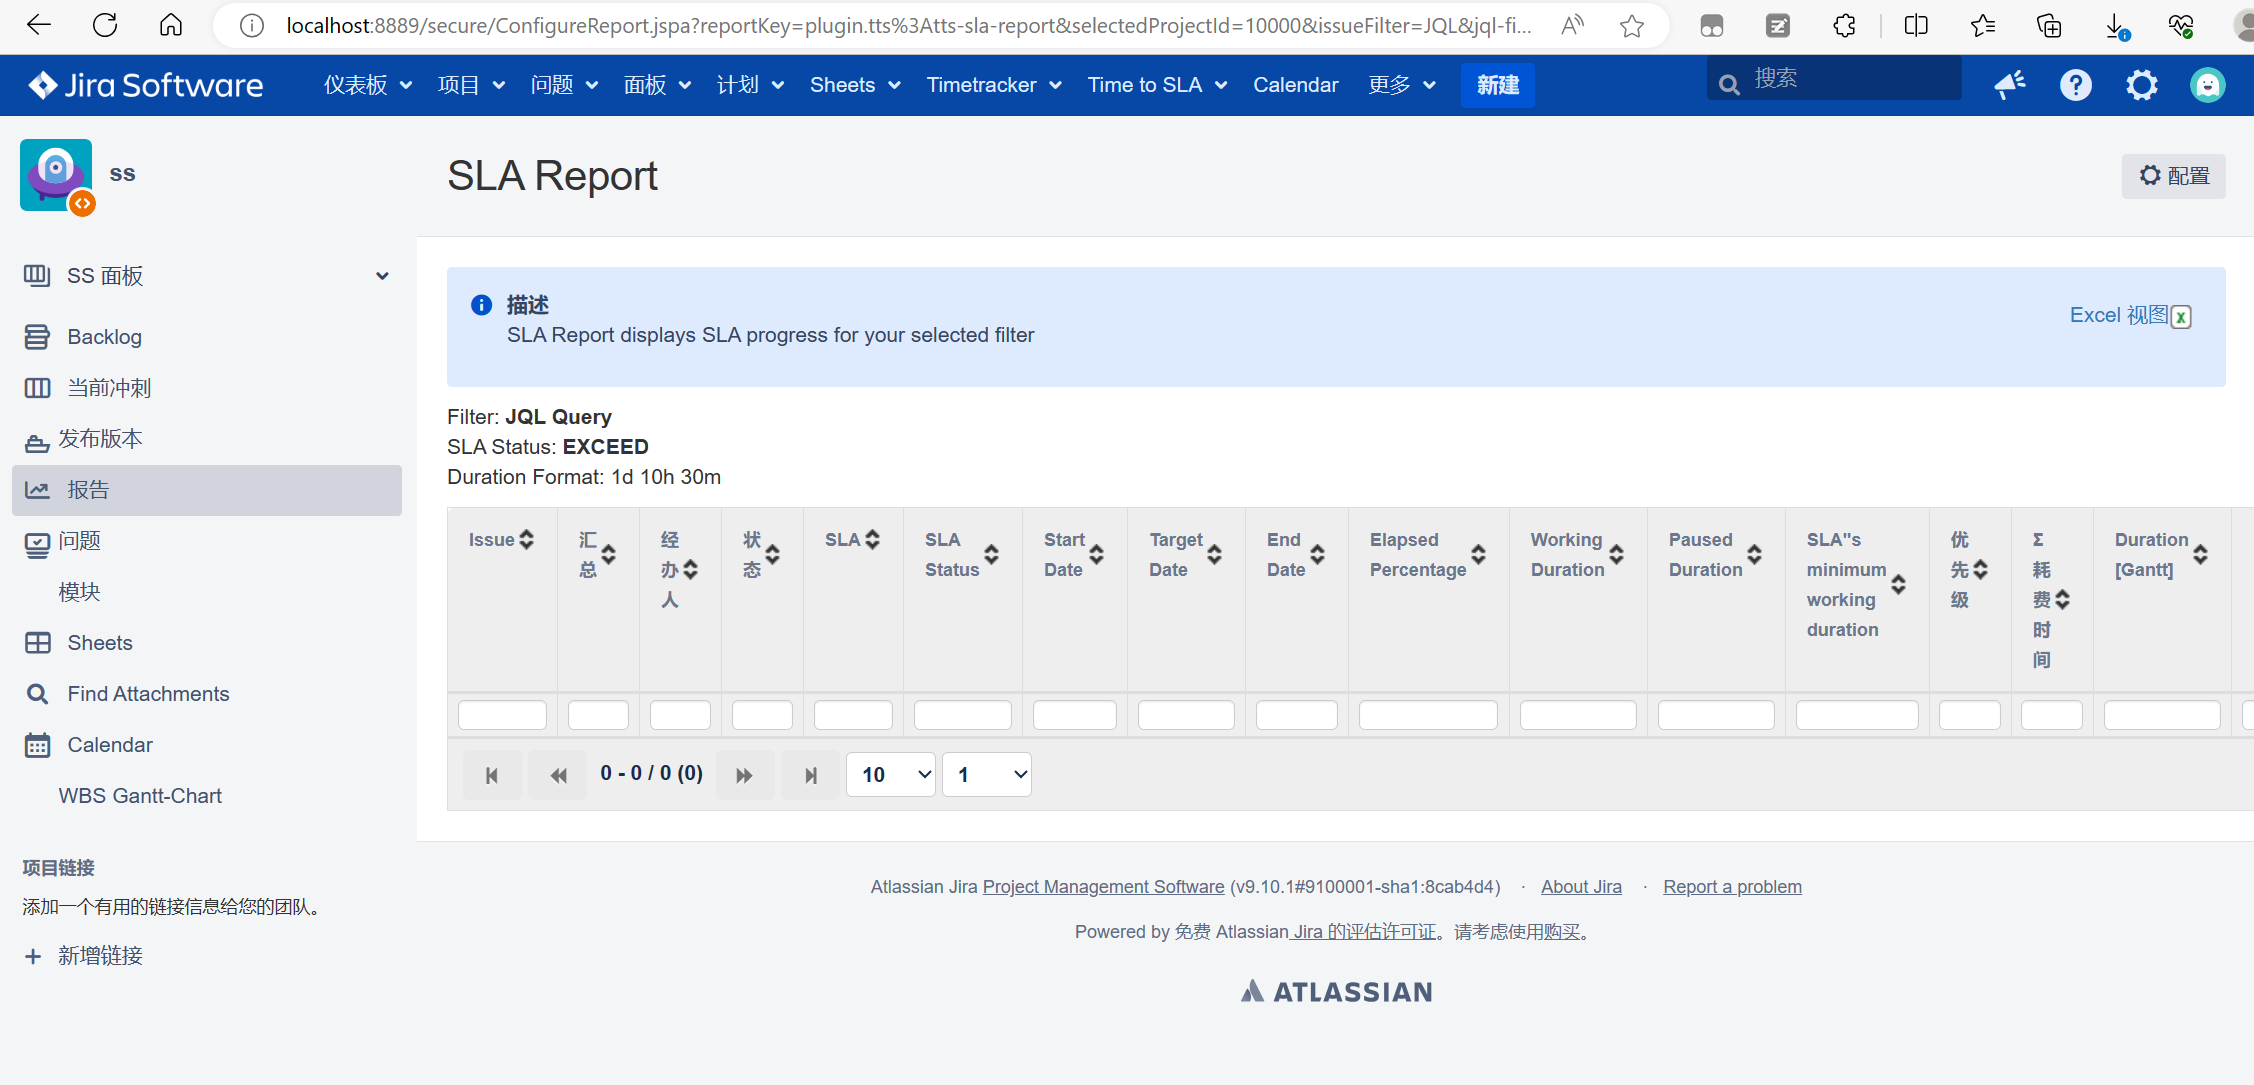 localhost:8889/secure/ConfigureReport.jspa?reportKey=plugin.tts%3Atts-sla-report&selectedProjectId=10000&issueFilter=JQL&jql-fi...
Jira Software 仪表板 项目 问题 面板 计划 Sheets Timetracker Time to SLA Calendar 更多 新建 搜索
ss
SS 面板
Backlog
当前冲刺
发布版本
报告
问题
模块
Sheets
Find Attachments
Calendar
WBS Gantt-Chart
项目链接
添加一个有用的链接信息给您的团队。
新增链接
SLA Report
配置
描述
SLA Report displays SLA progress for your selected filter
Excel 视图
Filter: JQL Query
SLA Status: EXCEED
Duration Format: 1d 10h 30m
Issue 汇总 经办人 状态 SLA SLA Status Start Date Target Date End Date Elapsed Percentage Working Duration Paused Duration SLA"s minimum working duration 优先级 Σ 耗费时间 Duration [Gantt]
0 - 0 / 0 (0) 10 1
Atlassian Jira Project Management Software (v9.10.1#9100001-sha1:8cab4d4) · About Jira · Report a problem
Powered by 免费 Atlassian Jira 的评估许可证。请考虑使用购买。
ATLASSIAN